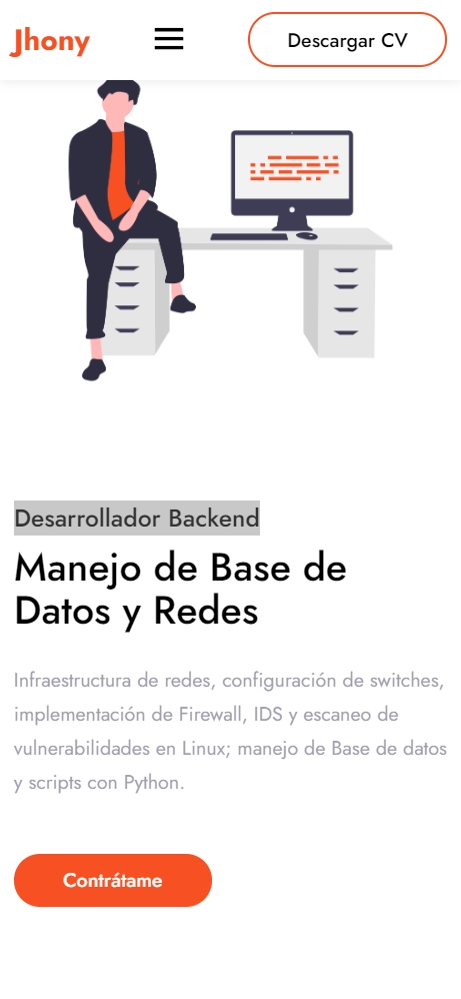 Jhony
Descargar CV
Desarrollador Backend
Manejo de Base de
Datos y Redes
Infraestructura de redes, configuración de switches,
implementación de Firewall, IDS y escaneo de
vulnerabilidades en Linux; manejo de Base de datos
y scripts con Python.
Contrátame